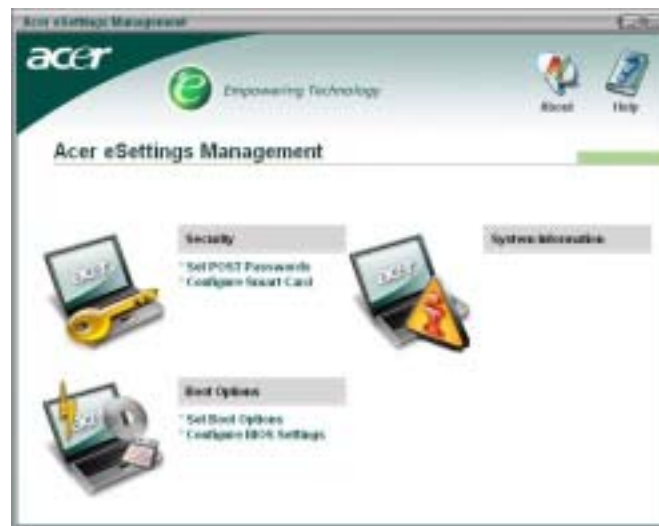 Acer eSettings Management
acer
e Empowering Technology
About
Help
Acer eSettings Management
Security
System Information
* Set POST Passwords
* Configure Smart Card
Boot Options
* Set Boot Options
* Configure BIOS Settings